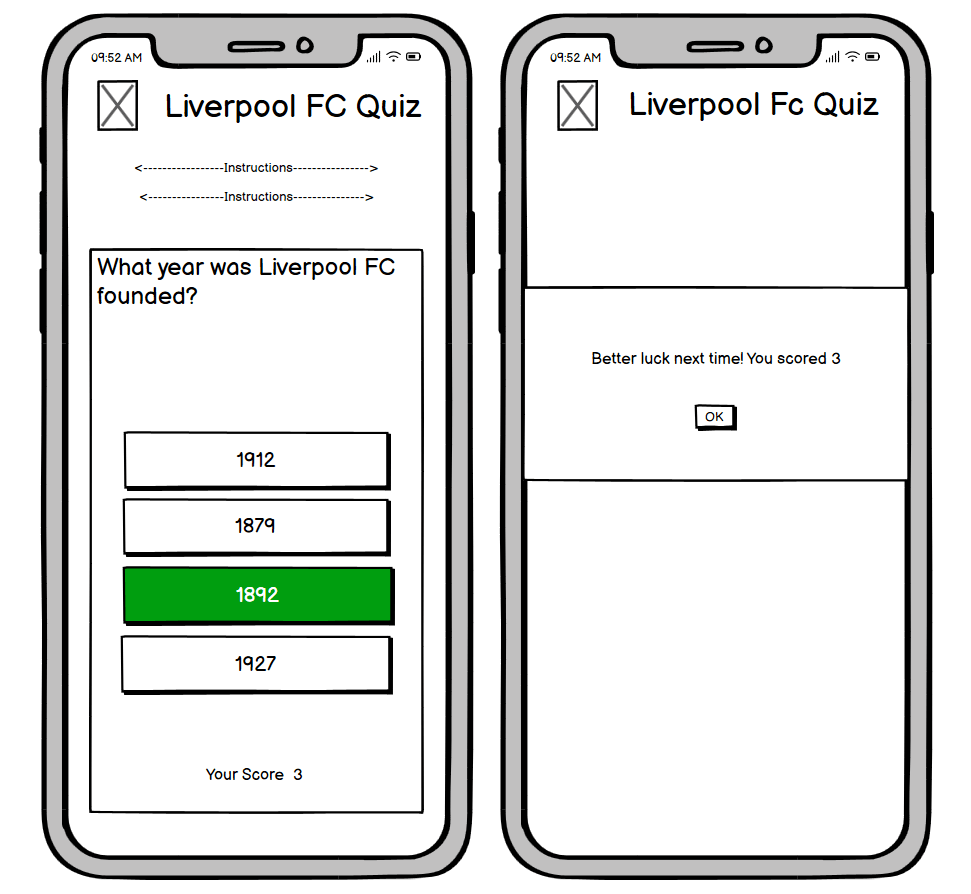 09:52 AM
Liverpool FC Quiz
<-----------------Instructions---------------->
<-----------------Instructions--------------->
What year was Liverpool FC
founded?
1912
1879
1892
1927
Your Score 3
09:52 AM
Liverpool Fc Quiz
Better luck next time! You scored 3
OK